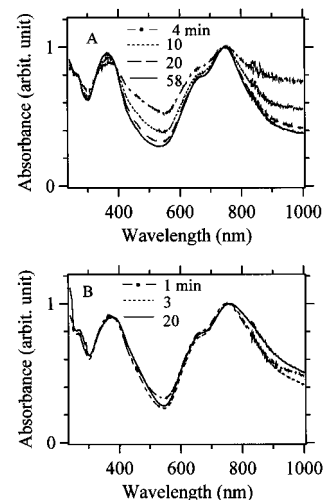 A
4 min
10
20
58
1
0
Absorbance (arbit. unit)
400 600 800 1000
Wavelength (nm)
B
1 min
3
20
1
0
Absorbance (arbit. unit)
400 600 800 1000
Wavelength (nm)